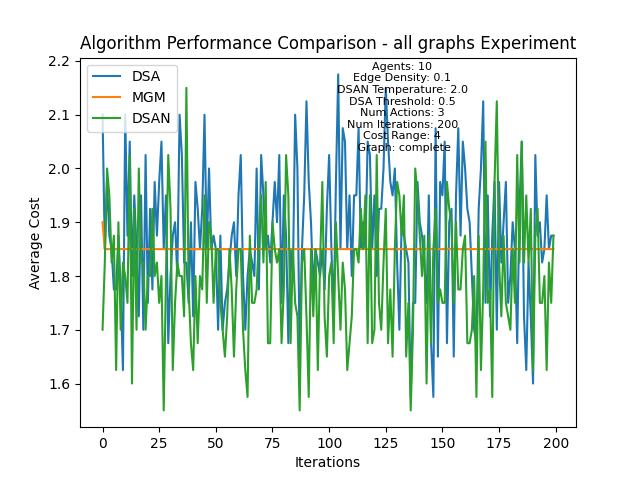 Algorithm Performance Comparison - all graphs Experiment
DSA
MGM
DSAN
Agents: 10
Edge Density: 0.1
DSAN Temperature: 2.0
DSA Threshold: 0.5
Num Actions: 3
Num Iterations: 200
Cost Range: 4
Graph: complete
Average Cost
2.2
2.1
2.0
1.9
1.8
1.7
1.6
0 25 50 75 100 125 150 175 200
Iterations